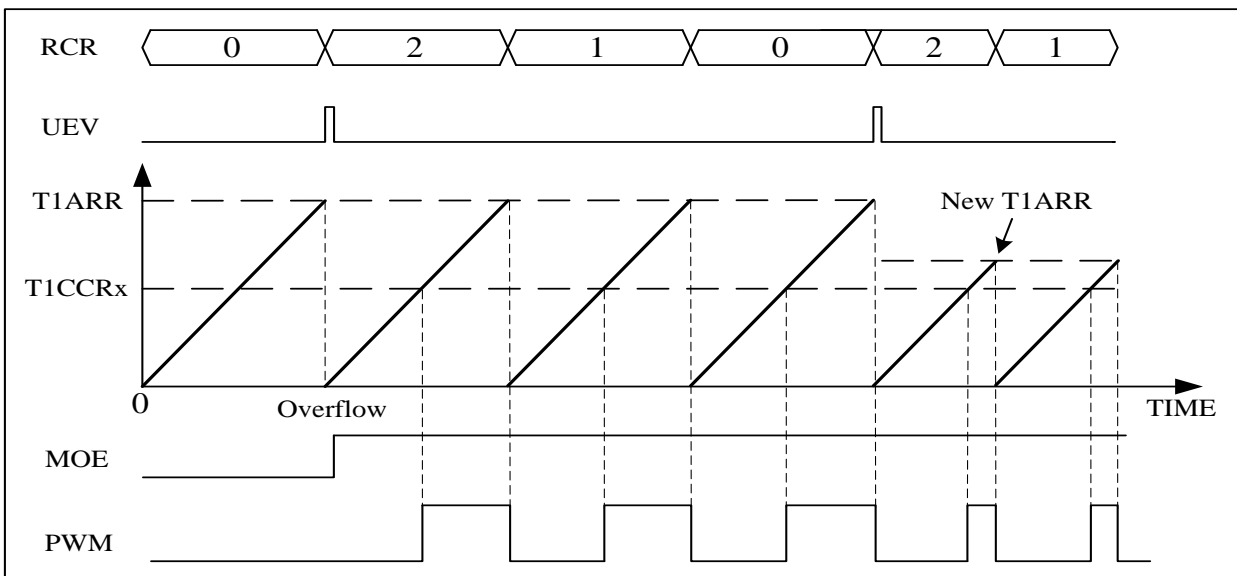 RCR 0 2 1 0 2 1
UEV
T1ARR
New T1ARR
T1CCRx
0 Overflow TIME
MOE
PWM